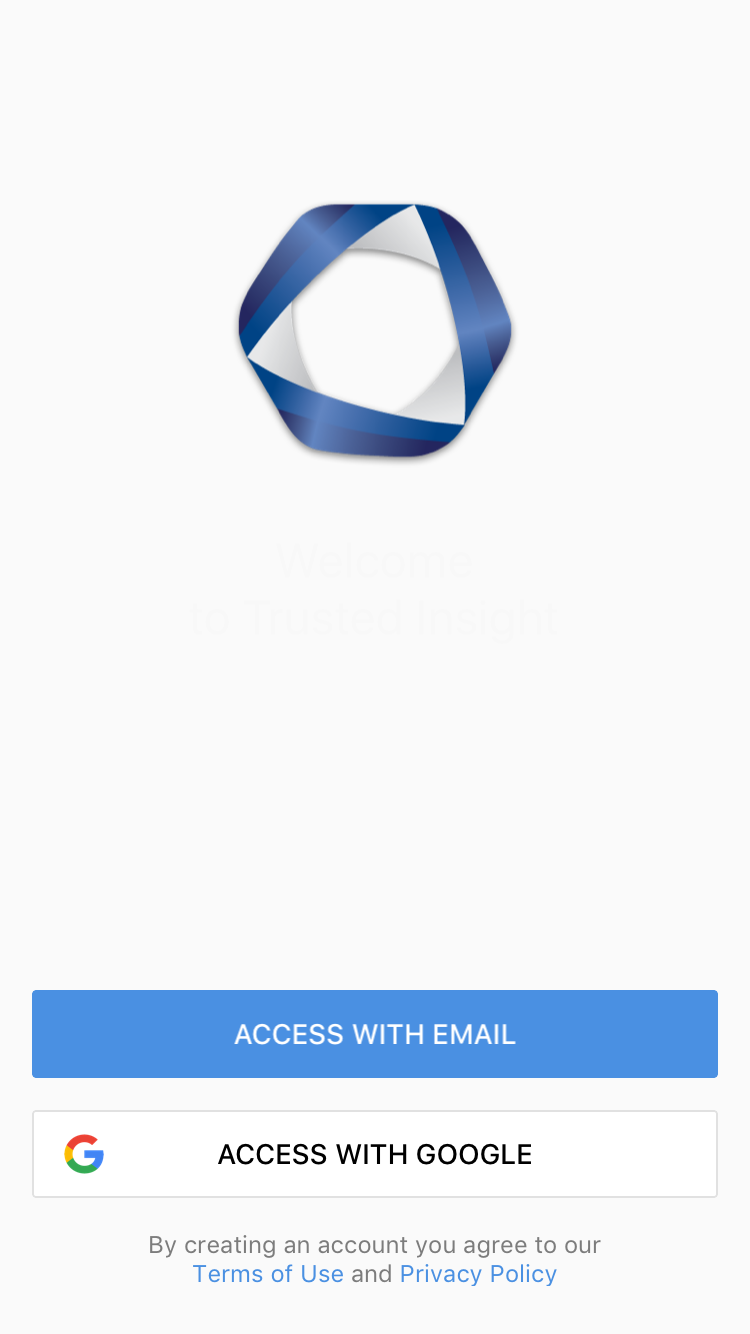 Welcome
to Trusted Insight
ACCESS WITH EMAIL
ACCESS WITH GOOGLE
By creating an account you agree to our
Terms of Use and Privacy Policy